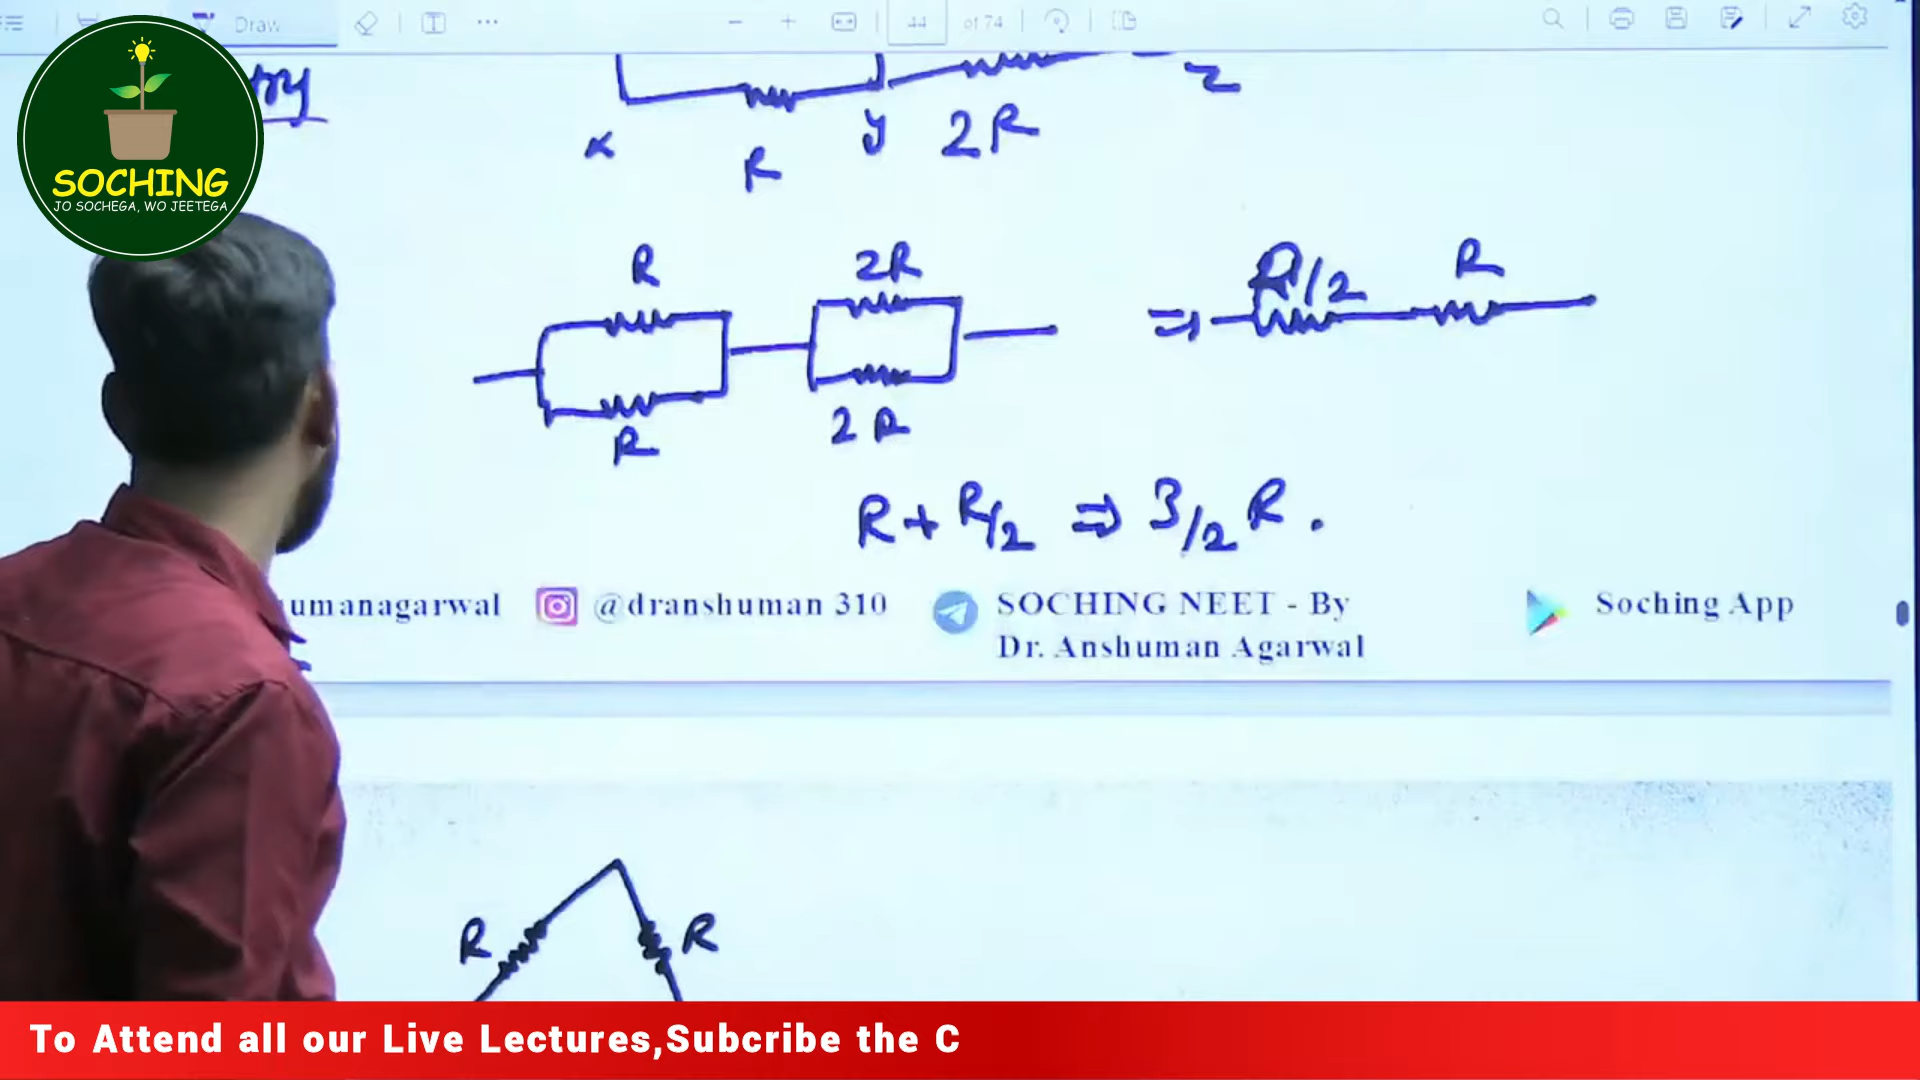 Draw
44 of 74
ry
SOCHING
JO SOCHEGA, WO JEETEGA
x R y 2R z
R
R
2R
2R
⇒ R/2 R
R + R/2 ⇒ 3/2 R .
umanagarwal
@dranshuman 310
SOCHING NEET - By
Dr. Anshuman Agarwal
Soching App
R R
To Attend all our Live Lectures,Subcribe the C